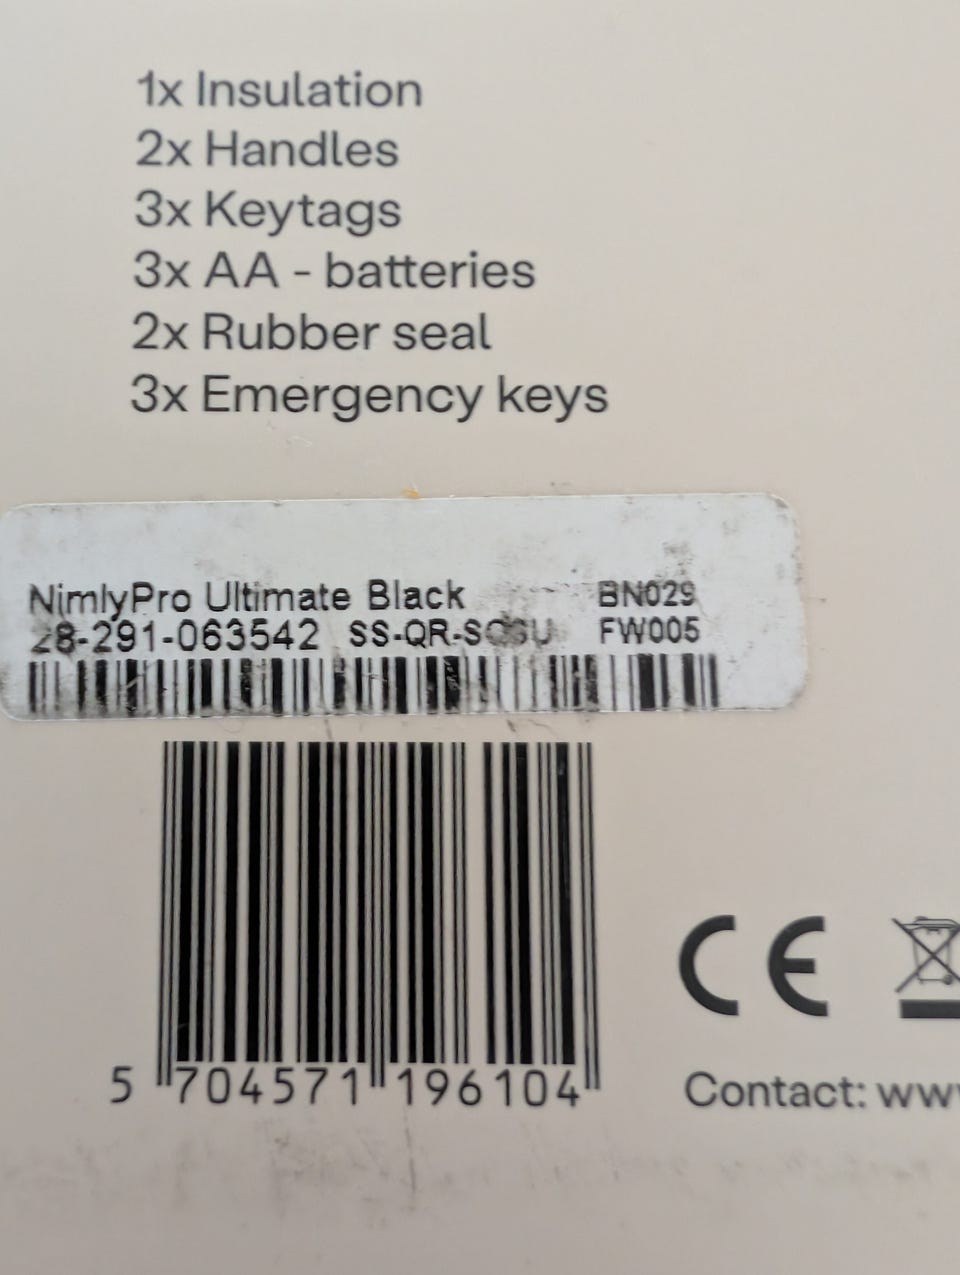 1x Insulation
2x Handles
3x Keytags
3x AA - batteries
2x Rubber seal
3x Emergency keys
NimlyPro Ultimate Black BN029
28-291-063542 FW005
5 704571 196104
CE
Contact: